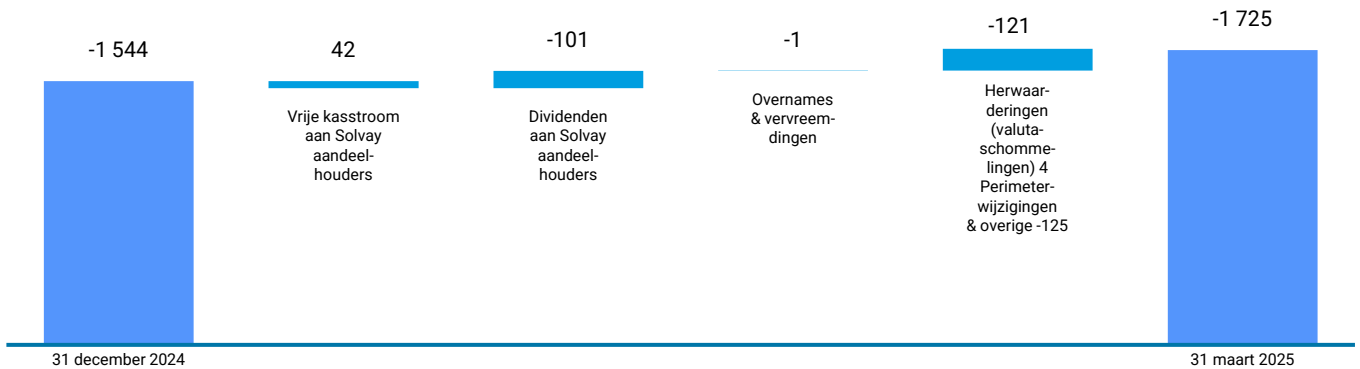 -1 544
42
-101
-1
-121
-1 725
Vrije kasstroom
aan Solvay
aandeel-
houders
Dividenden
aan Solvay
aandeel-
houders
Overnames
& vervreem-
dingen
Herwaar-
deringen
(valuta-
schomme-
lingen) 4
Perimeter-
wijzigingen
& overige -125
31 december 2024
31 maart 2025